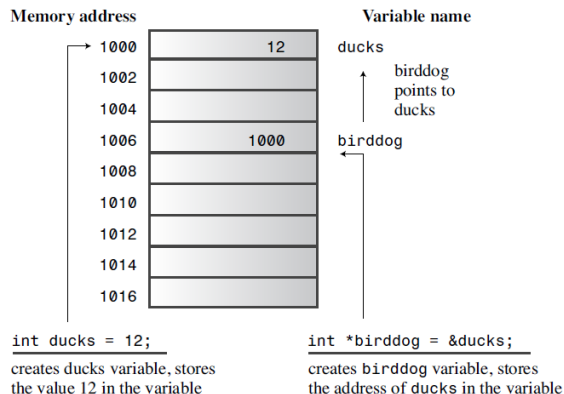 Memory address Variable name
1000 12 ducks
1002 birddog
points to
ducks
1004
1006 1000 birddog
1008
1010
1012
1014
1016
int ducks = 12;
creates ducks variable, stores
the value 12 in the variable
int *birddog = &ducks;
creates birddog variable, stores
the address of ducks in the variable